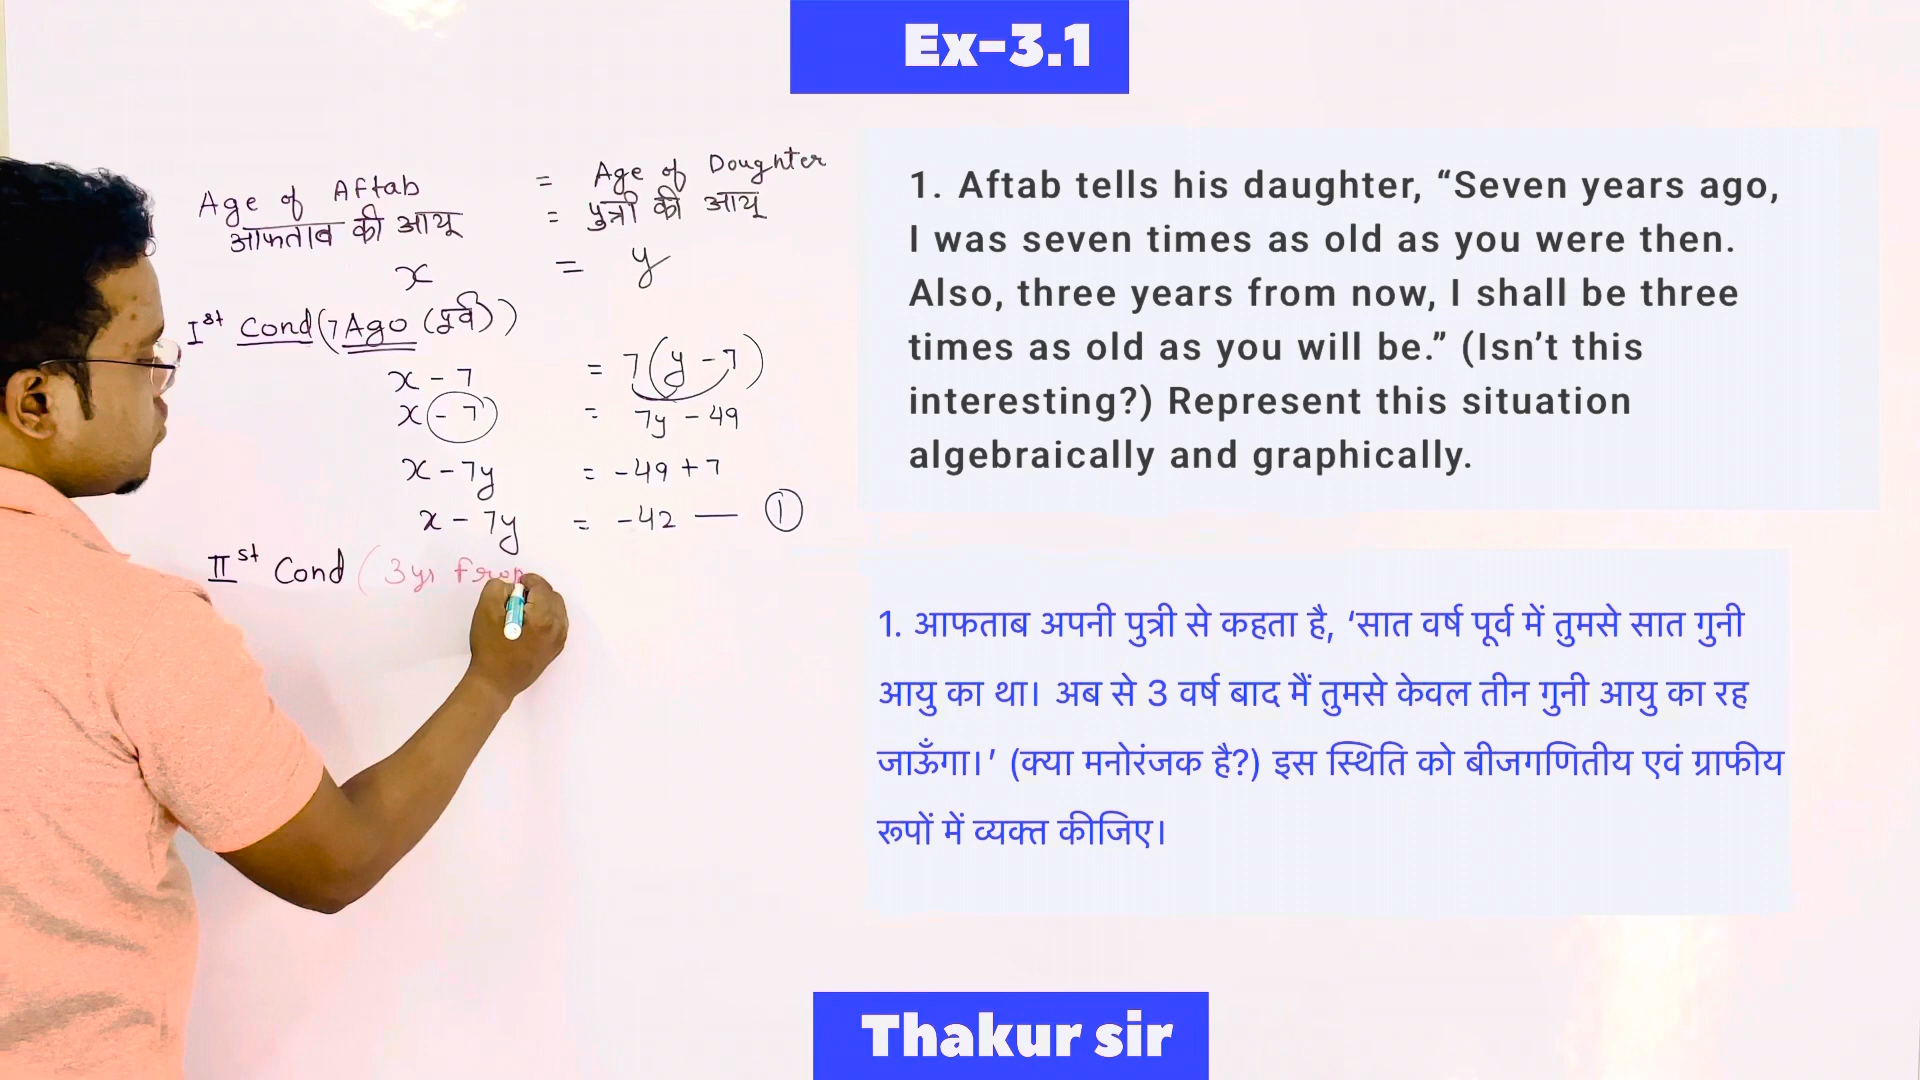 Ex-3.1
Age of Aftab = Age of Doughter
आफताब की आयू = पुत्री की आयू
x = y
Ist Cond (7 Ago (पूर्व))
x - 7 = 7(y - 7)
x - 7 = 7y - 49
x - 7y = -49 + 7
x - 7y = -42 — ①
IIst Cond (3 yr from
1. Aftab tells his daughter, “Seven years ago,
I was seven times as old as you were then.
Also, three years from now, I shall be three
times as old as you will be.” (Isn’t this
interesting?) Represent this situation
algebraically and graphically.
1. आफताब अपनी पुत्री से कहता है, ‘सात वर्ष पूर्व में तुमसे सात गुनी
आयु का था। अब से 3 वर्ष बाद मैं तुमसे केवल तीन गुनी आयु का रह
जाऊँगा।’ (क्या मनोरंजक है?) इस स्थिति को बीजगणितीय एवं ग्राफीय
रूपों में व्यक्त कीजिए।
Thakur sir